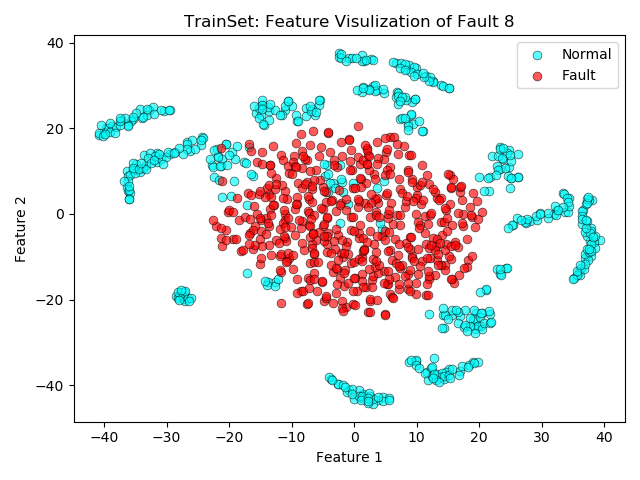 TrainSet: Feature Visulization of Fault 8
Normal
Fault
Feature 2
40
20
0
−20
−40
−40 −30 −20 −10 0 10 20 30 40
Feature 1